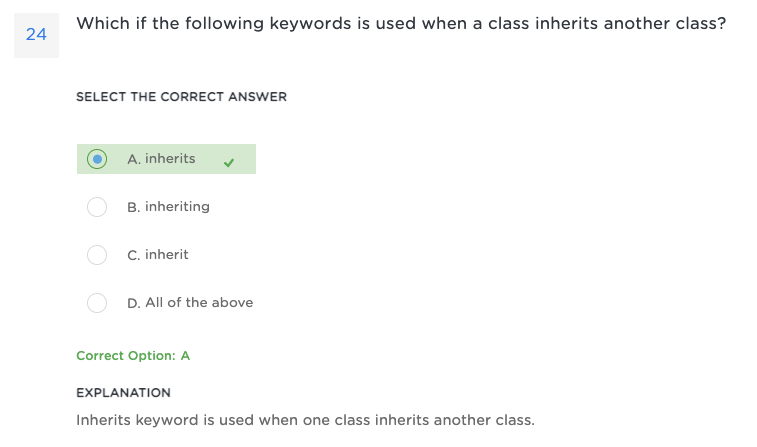 24
Which if the following keywords is used when a class inherits another class?
SELECT THE CORRECT ANSWER
A. inherits
B. inheriting
C. inherit
D. All of the above
Correct Option: A
EXPLANATION
Inherits keyword is used when one class inherits another class.